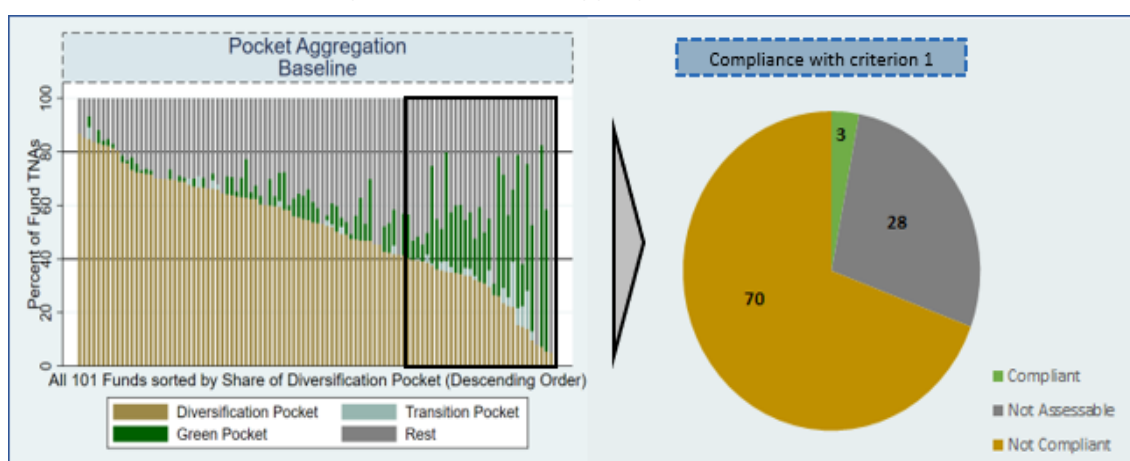 Pocket Aggregation
Baseline
Percent of Fund TNAs
100
80
60
40
20
0
All 101 Funds sorted by Share of Diversification Pocket (Descending Order)
Diversification Pocket
Transition Pocket
Green Pocket
Rest
Compliance with criterion 1
3
28
70
Compliant
Not Assessable
Not Compliant